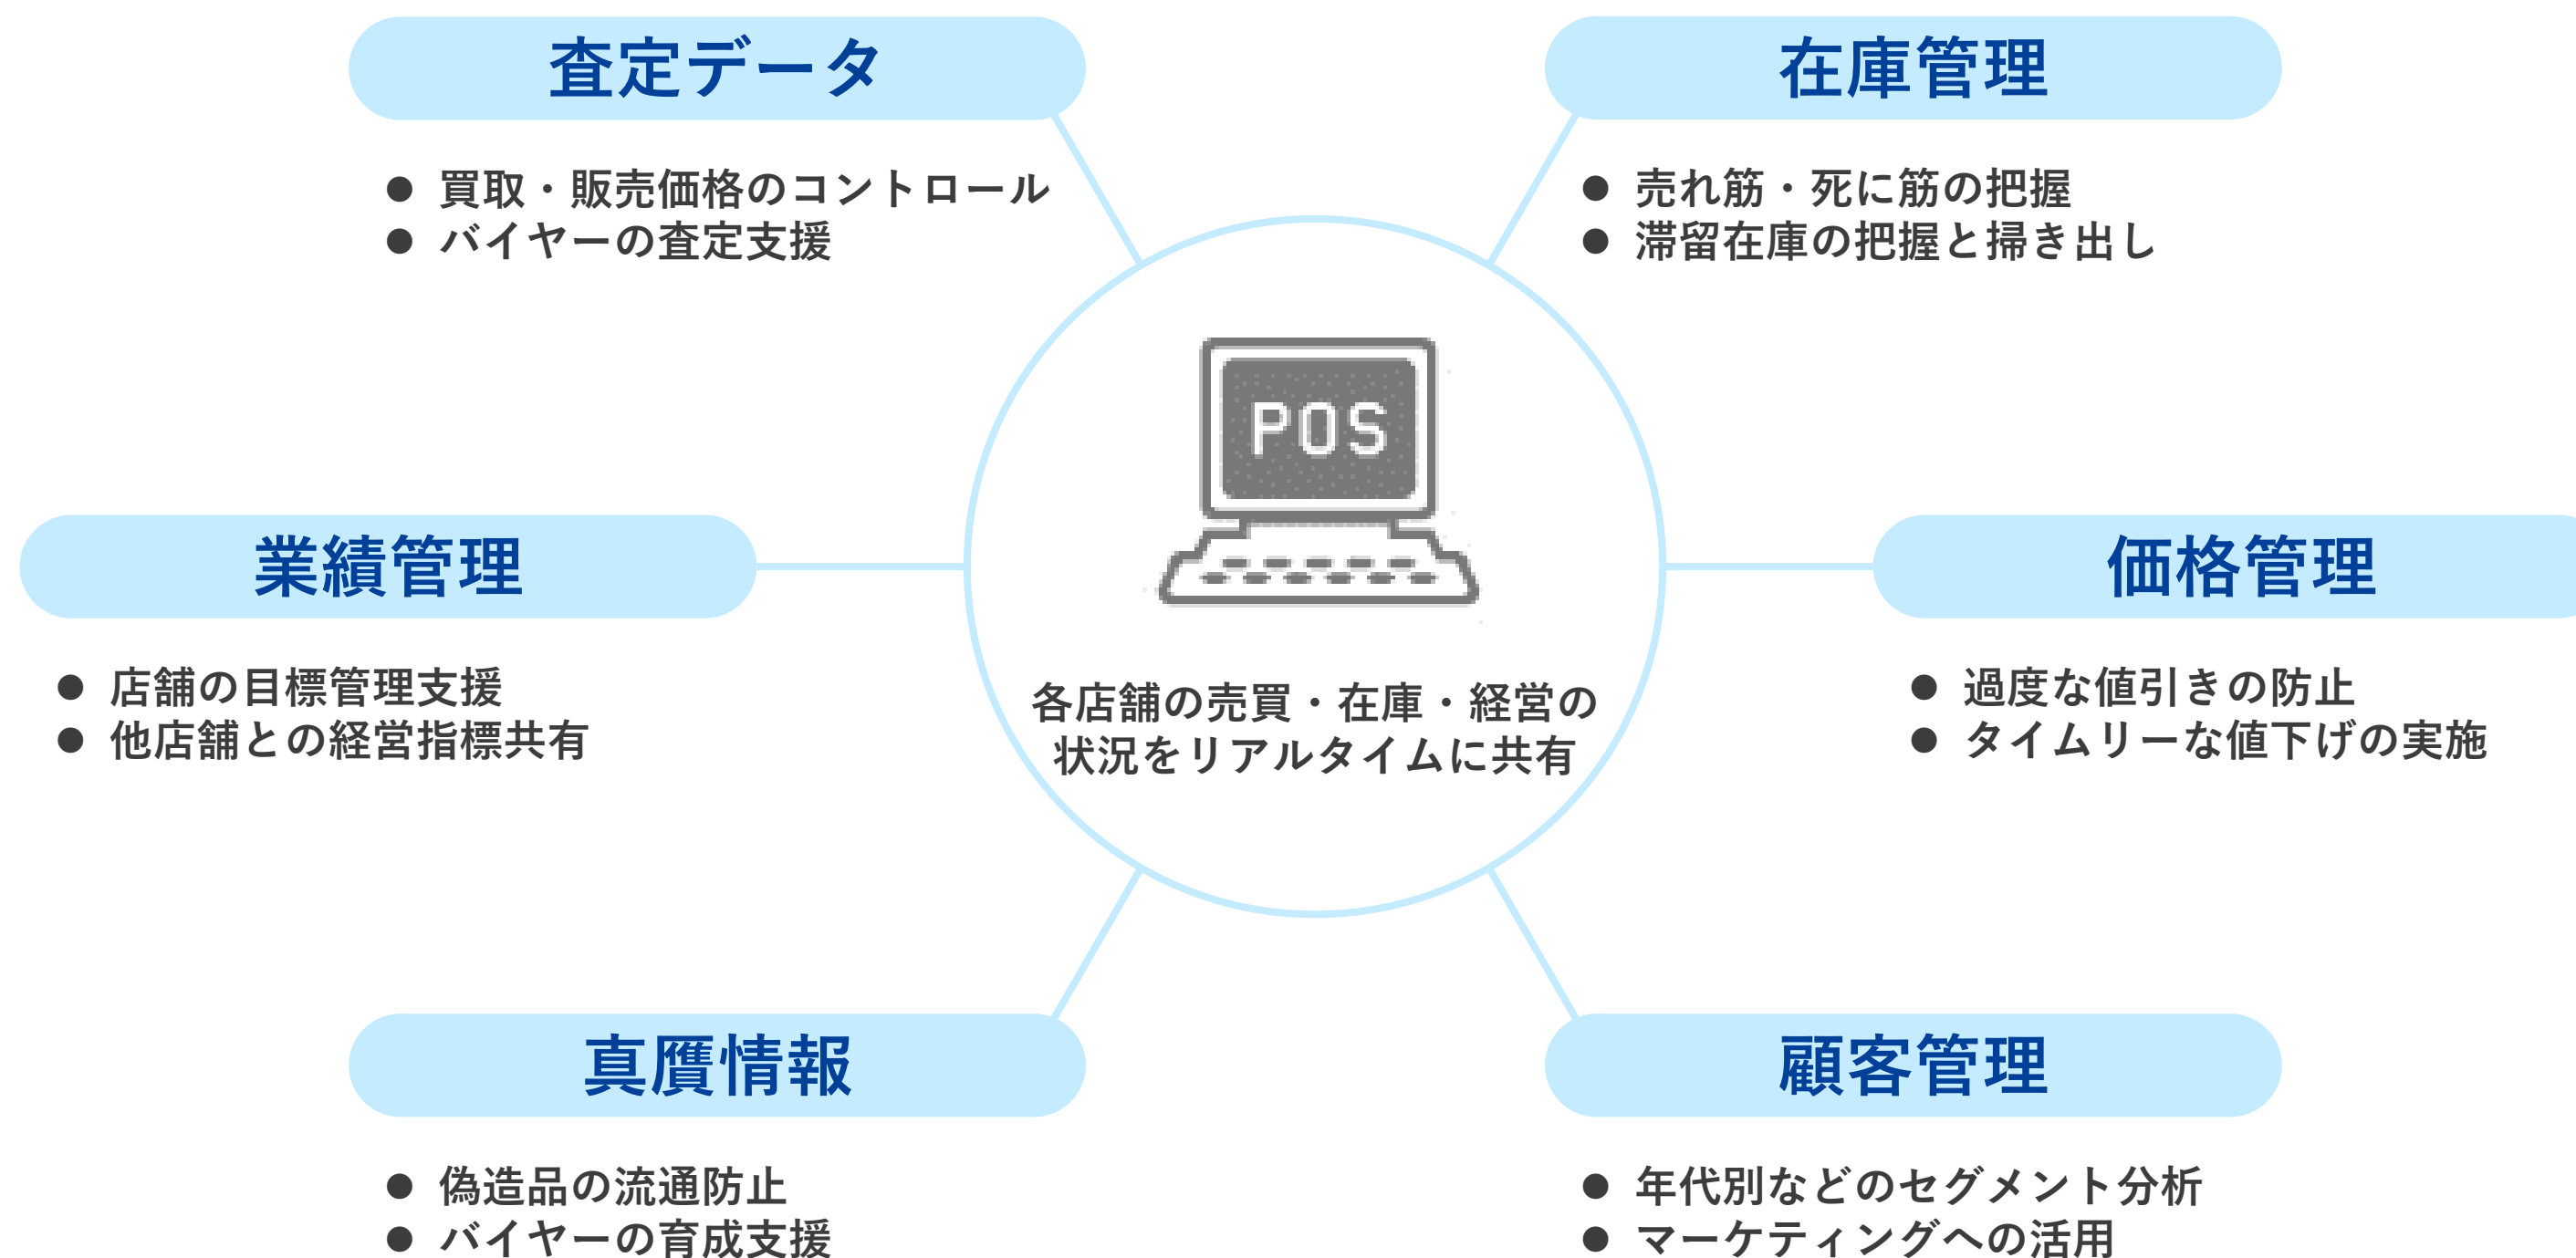 査定データ
● 買取・販売価格のコントロール
● バイヤーの査定支援
在庫管理
● 売れ筋・死に筋の把握
● 滞留在庫の把握と掃き出し
業績管理
● 店舗の目標管理支援
● 他店舗との経営指標共有
POS
各店舗の売買・在庫・経営の
状況をリアルタイムに共有
価格管理
● 過度な値引きの防止
● タイムリーな値下げの実施
真贋情報
● 偽造品の流通防止
● バイヤーの育成支援
顧客管理
● 年代別などのセグメント分析
● マーケティングへの活用